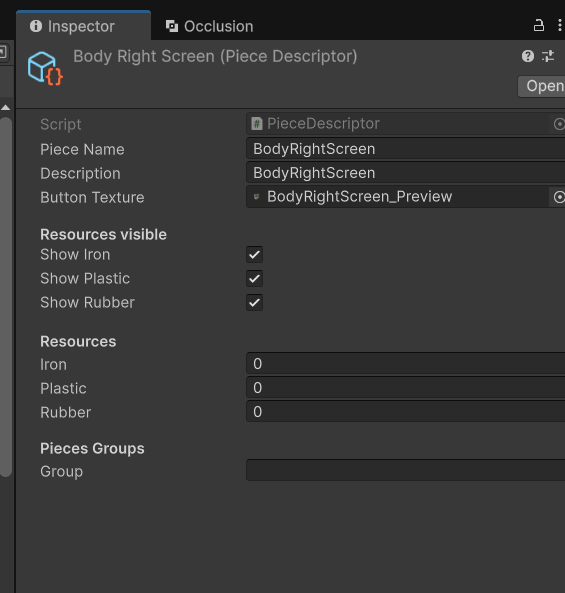 Inspector Occlusion
Body Right Screen (Piece Descriptor)
Open
Script # PieceDescriptor
Piece Name BodyRightScreen
Description BodyRightScreen
Button Texture BodyRightScreen_Preview
Resources visible
Show Iron
Show Plastic
Show Rubber
Resources
Iron 0
Plastic 0
Rubber 0
Pieces Groups
Group